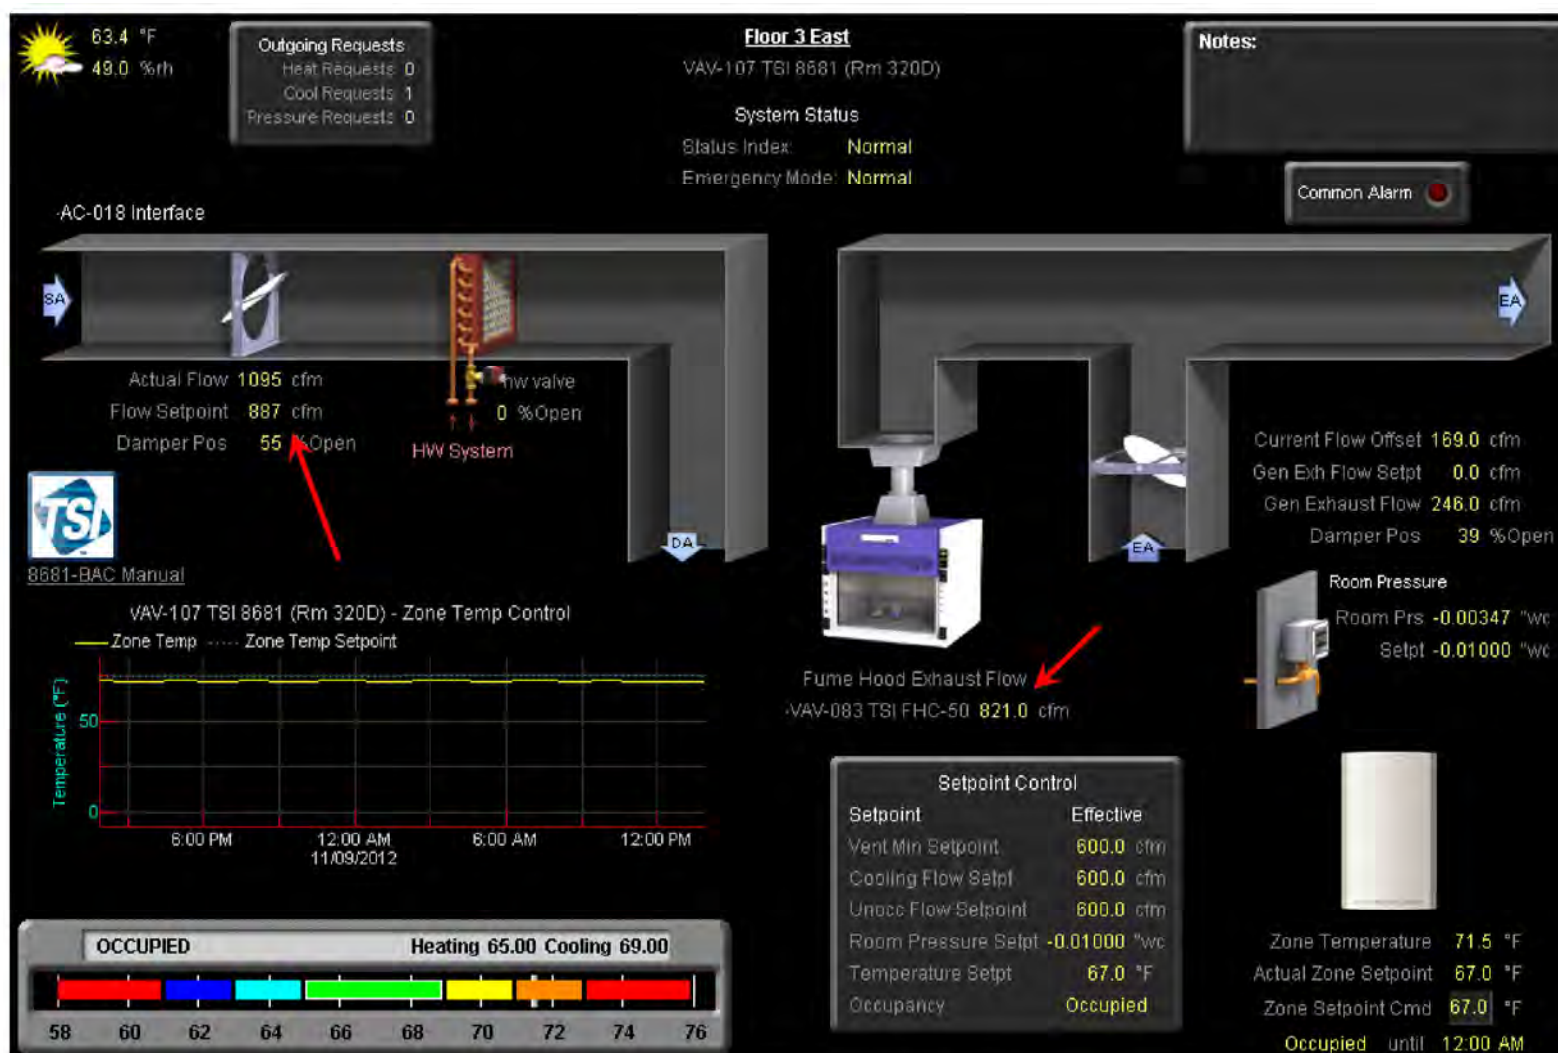 63.4 °F
49.0 %rh
Outgoing Requests
Heat Requests 0
Cool Requests 1
Pressure Requests 0
Floor 3 East
VAV-107 TSI 8681 (Rm 320D)
System Status
Status Index: Normal
Emergency Mode: Normal
Notes:
Common Alarm
-AC-018 Interface
SA
Actual Flow 1095 cfm
Flow Setpoint 887 cfm
Damper Pos 55 %Open
hw valve
0 %Open
HW System
DA
EA
EA
Current Flow Offset 169.0 cfm
Gen Exh Flow Setpt 0.0 cfm
Gen Exhaust Flow 246.0 cfm
Damper Pos 39 %Open
TSI
8681-BAC Manual
Room Pressure
Room Prs -0.00347 "wc
Setpt -0.01000 "wc
VAV-107 TSI 8681 (Rm 320D) - Zone Temp Control
Zone Temp Zone Temp Setpoint
Temperature (°F)
50
0
6:00 PM 12:00 AM 6:00 AM 12:00 PM
11/09/2012
Fume Hood Exhaust Flow
-VAV-083 TSI FHC-50 821.0 cfm
Setpoint Control
Setpoint Effective
Vent Min Setpoint 600.0 cfm
Cooling Flow Setpt 600.0 cfm
Unocc Flow Setpoint 600.0 cfm
Room Pressure Setpt -0.01000 "wc
Temperature Setpt 67.0 °F
Occupancy Occupied
OCCUPIED Heating 65.00 Cooling 69.00
58 60 62 64 66 68 70 72 74 76
Zone Temperature 71.5 °F
Actual Zone Setpoint 67.0 °F
Zone Setpoint Cmd 67.0 °F
Occupied until 12:00 AM